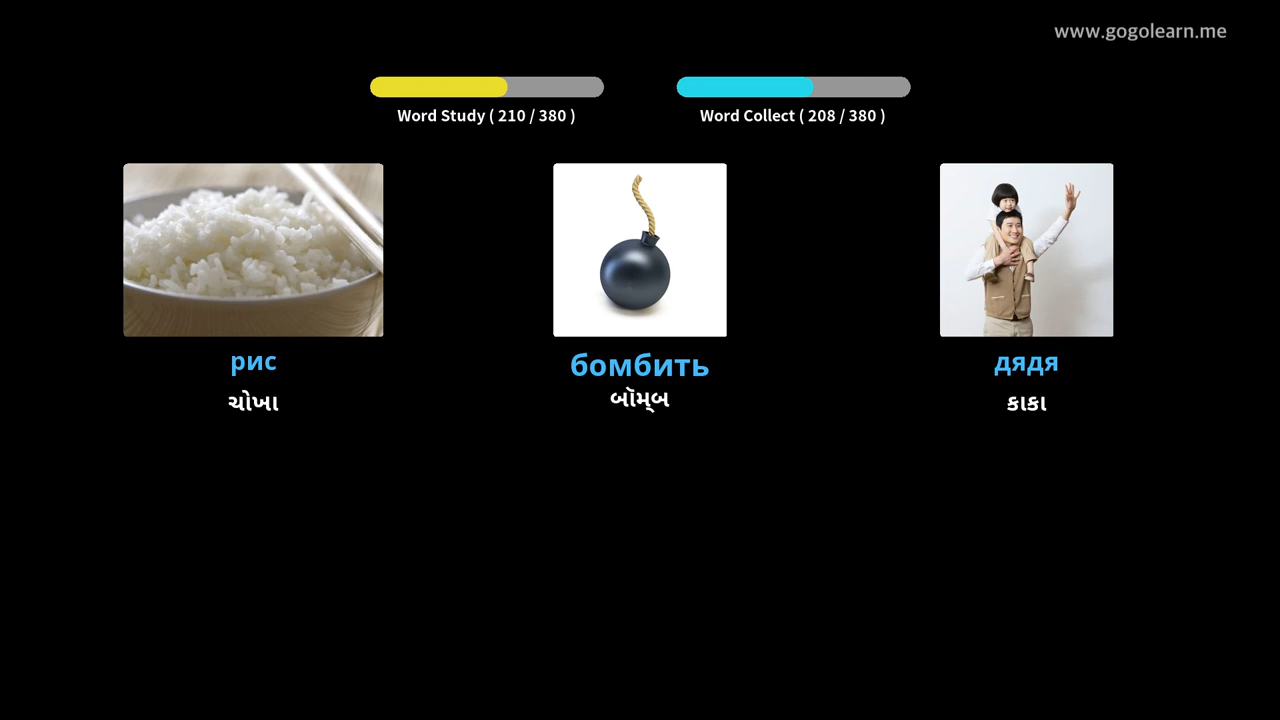 www.gogolearn.me
Word Study ( 210 / 380 )
Word Collect ( 208 / 380 )
рис
бомбить
дядя
ચોખા
બૉમ્બ
કાકા